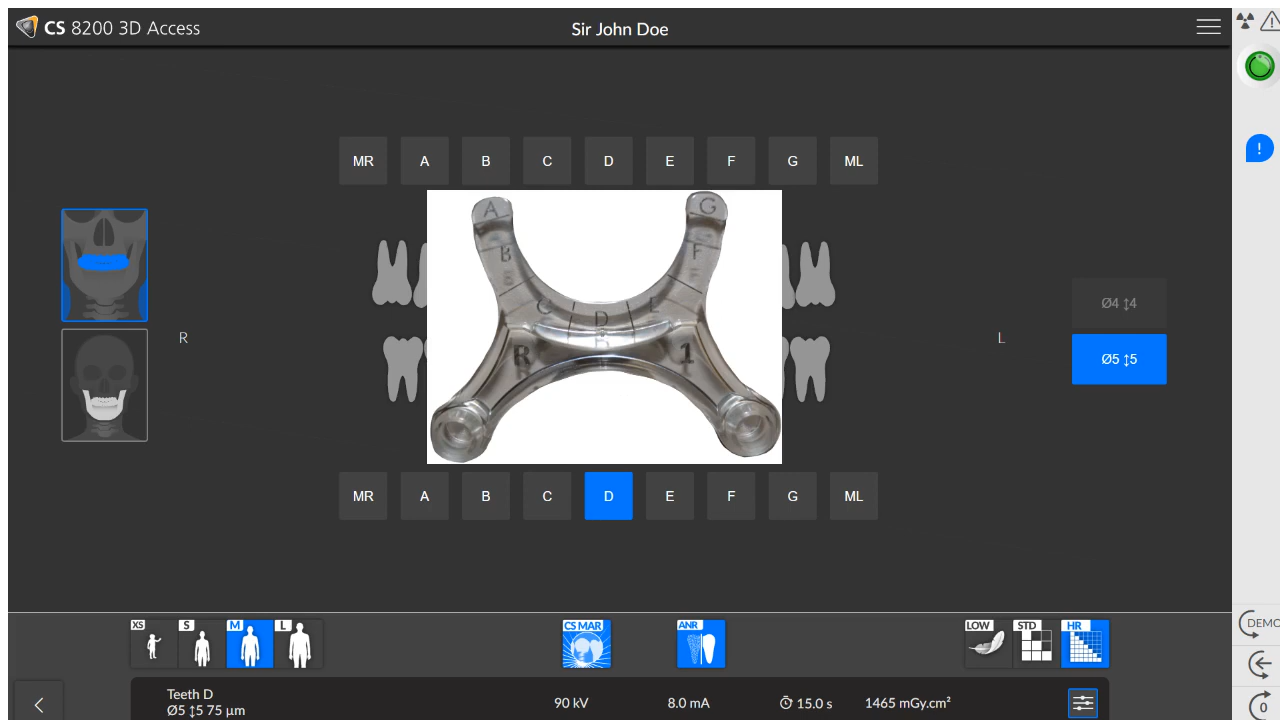 CS 8200 3D Access
Sir John Doe
MR A B C D E F G ML
A G
B F
C D E
R 1
R L
Ø4 ↕4
Ø5 ↕5
MR A B C D E F G ML
XS S M L
CS MAR
ANR
LOW STD HR
Teeth D
Ø5 ↕5 75 µm
90 kV
8.0 mA
15.0 s
1465 mGy.cm²
!
DEMO
0